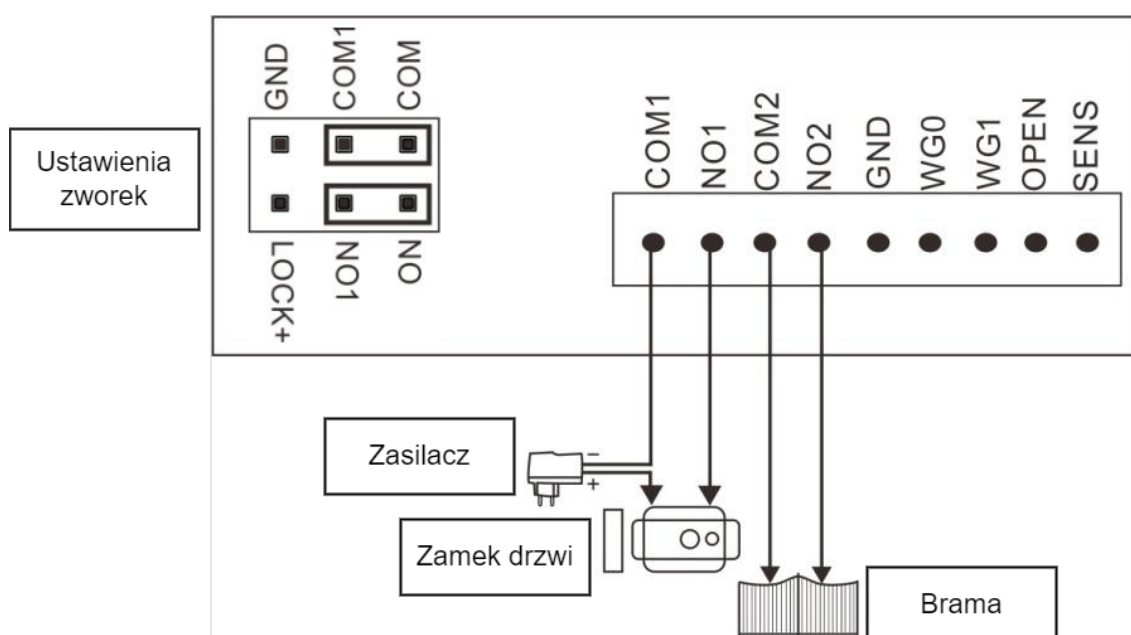 GND COM1 COM
LOCK+ NO1 NO
Ustawienia
zworek
COM1 NO1 COM2 NO2 GND WG0 WG1 OPEN SENS
Zasilacz
−
+
Zamek drzwi
Brama